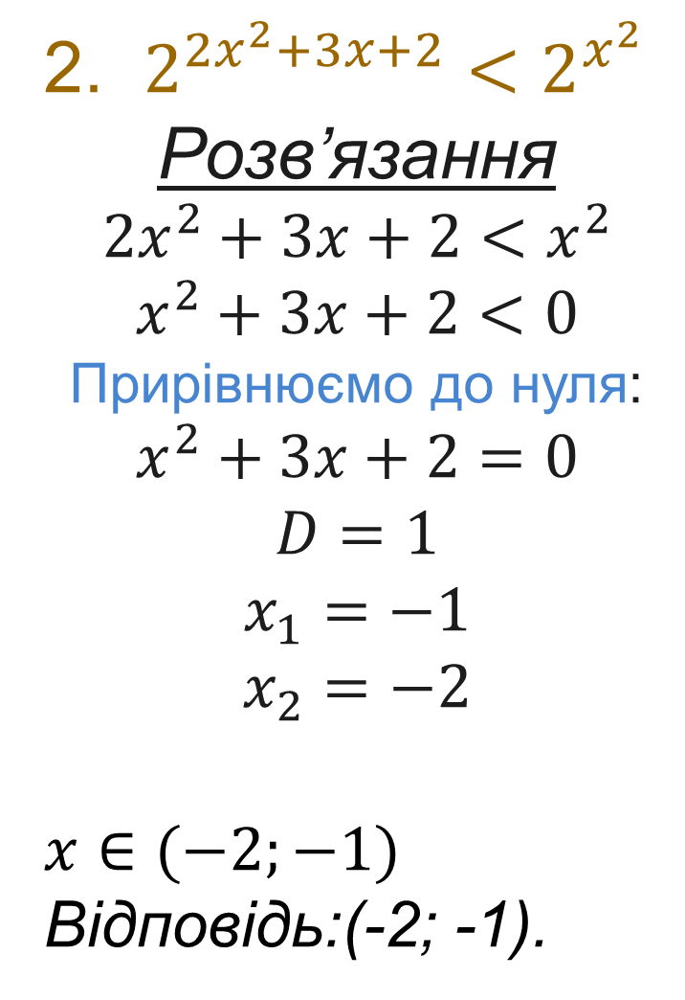 2. 2^{2x^2+3x+2} < 2^{x^2}
Розв’язання
2x^2 + 3x + 2 < x^2
x^2 + 3x + 2 < 0
Прирівнюємо до нуля:
x^2 + 3x + 2 = 0
D = 1
x_1 = −1
x_2 = −2
x ∈ (−2; −1)
Відповідь:(-2; -1).